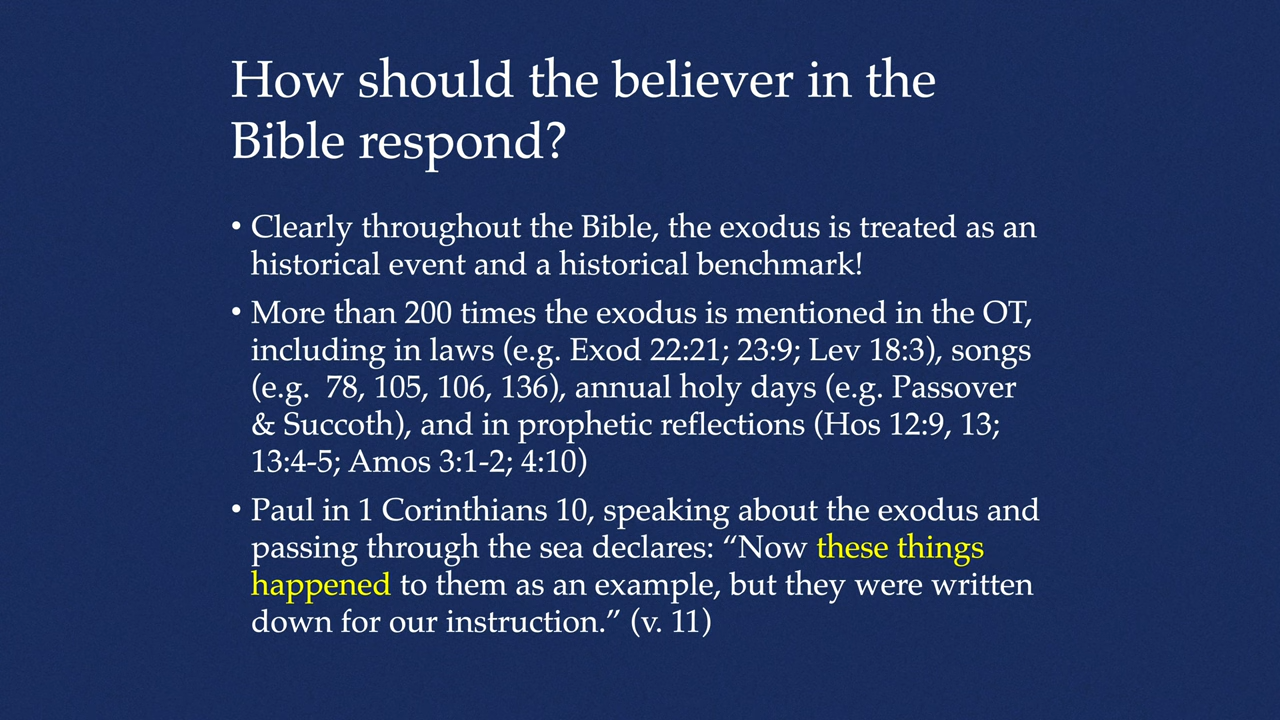 How should the believer in the
Bible respond?
• Clearly throughout the Bible, the exodus is treated as an
historical event and a historical benchmark!
• More than 200 times the exodus is mentioned in the OT,
including in laws (e.g. Exod 22:21; 23:9; Lev 18:3), songs
(e.g.  78, 105, 106, 136), annual holy days (e.g. Passover
& Succoth), and in prophetic reflections (Hos 12:9, 13;
13:4-5; Amos 3:1-2; 4:10)
• Paul in 1 Corinthians 10, speaking about the exodus and
passing through the sea declares: “Now these things
happened to them as an example, but they were written
down for our instruction.” (v. 11)